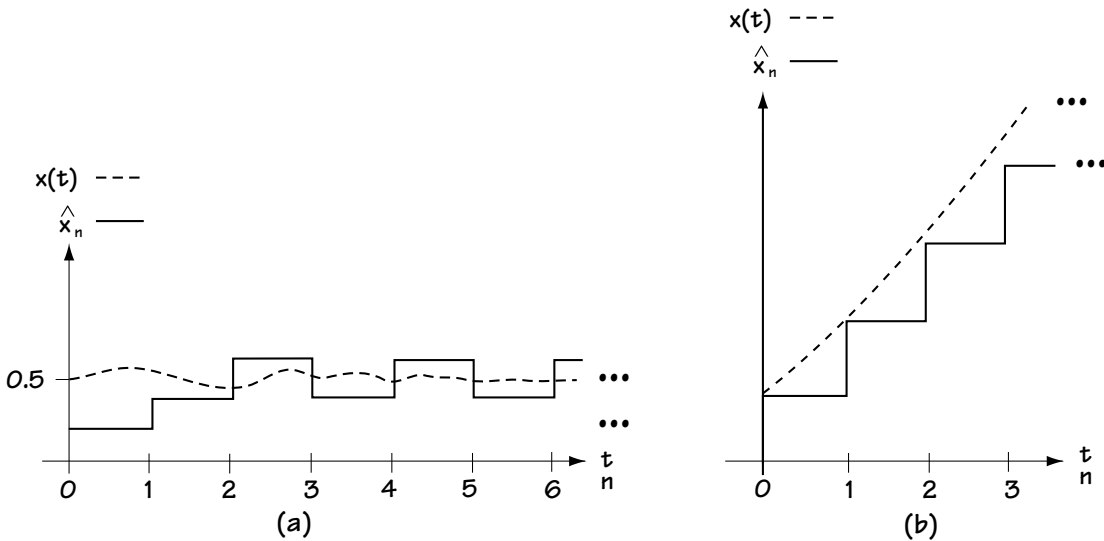 x(t)
x̂ₙ
0.5
•••
•••
t
0 1 2 3 4 5 6 n
(a)
x(t)
x̂ₙ
•••
•••
t
0 1 2 3 n
(b)